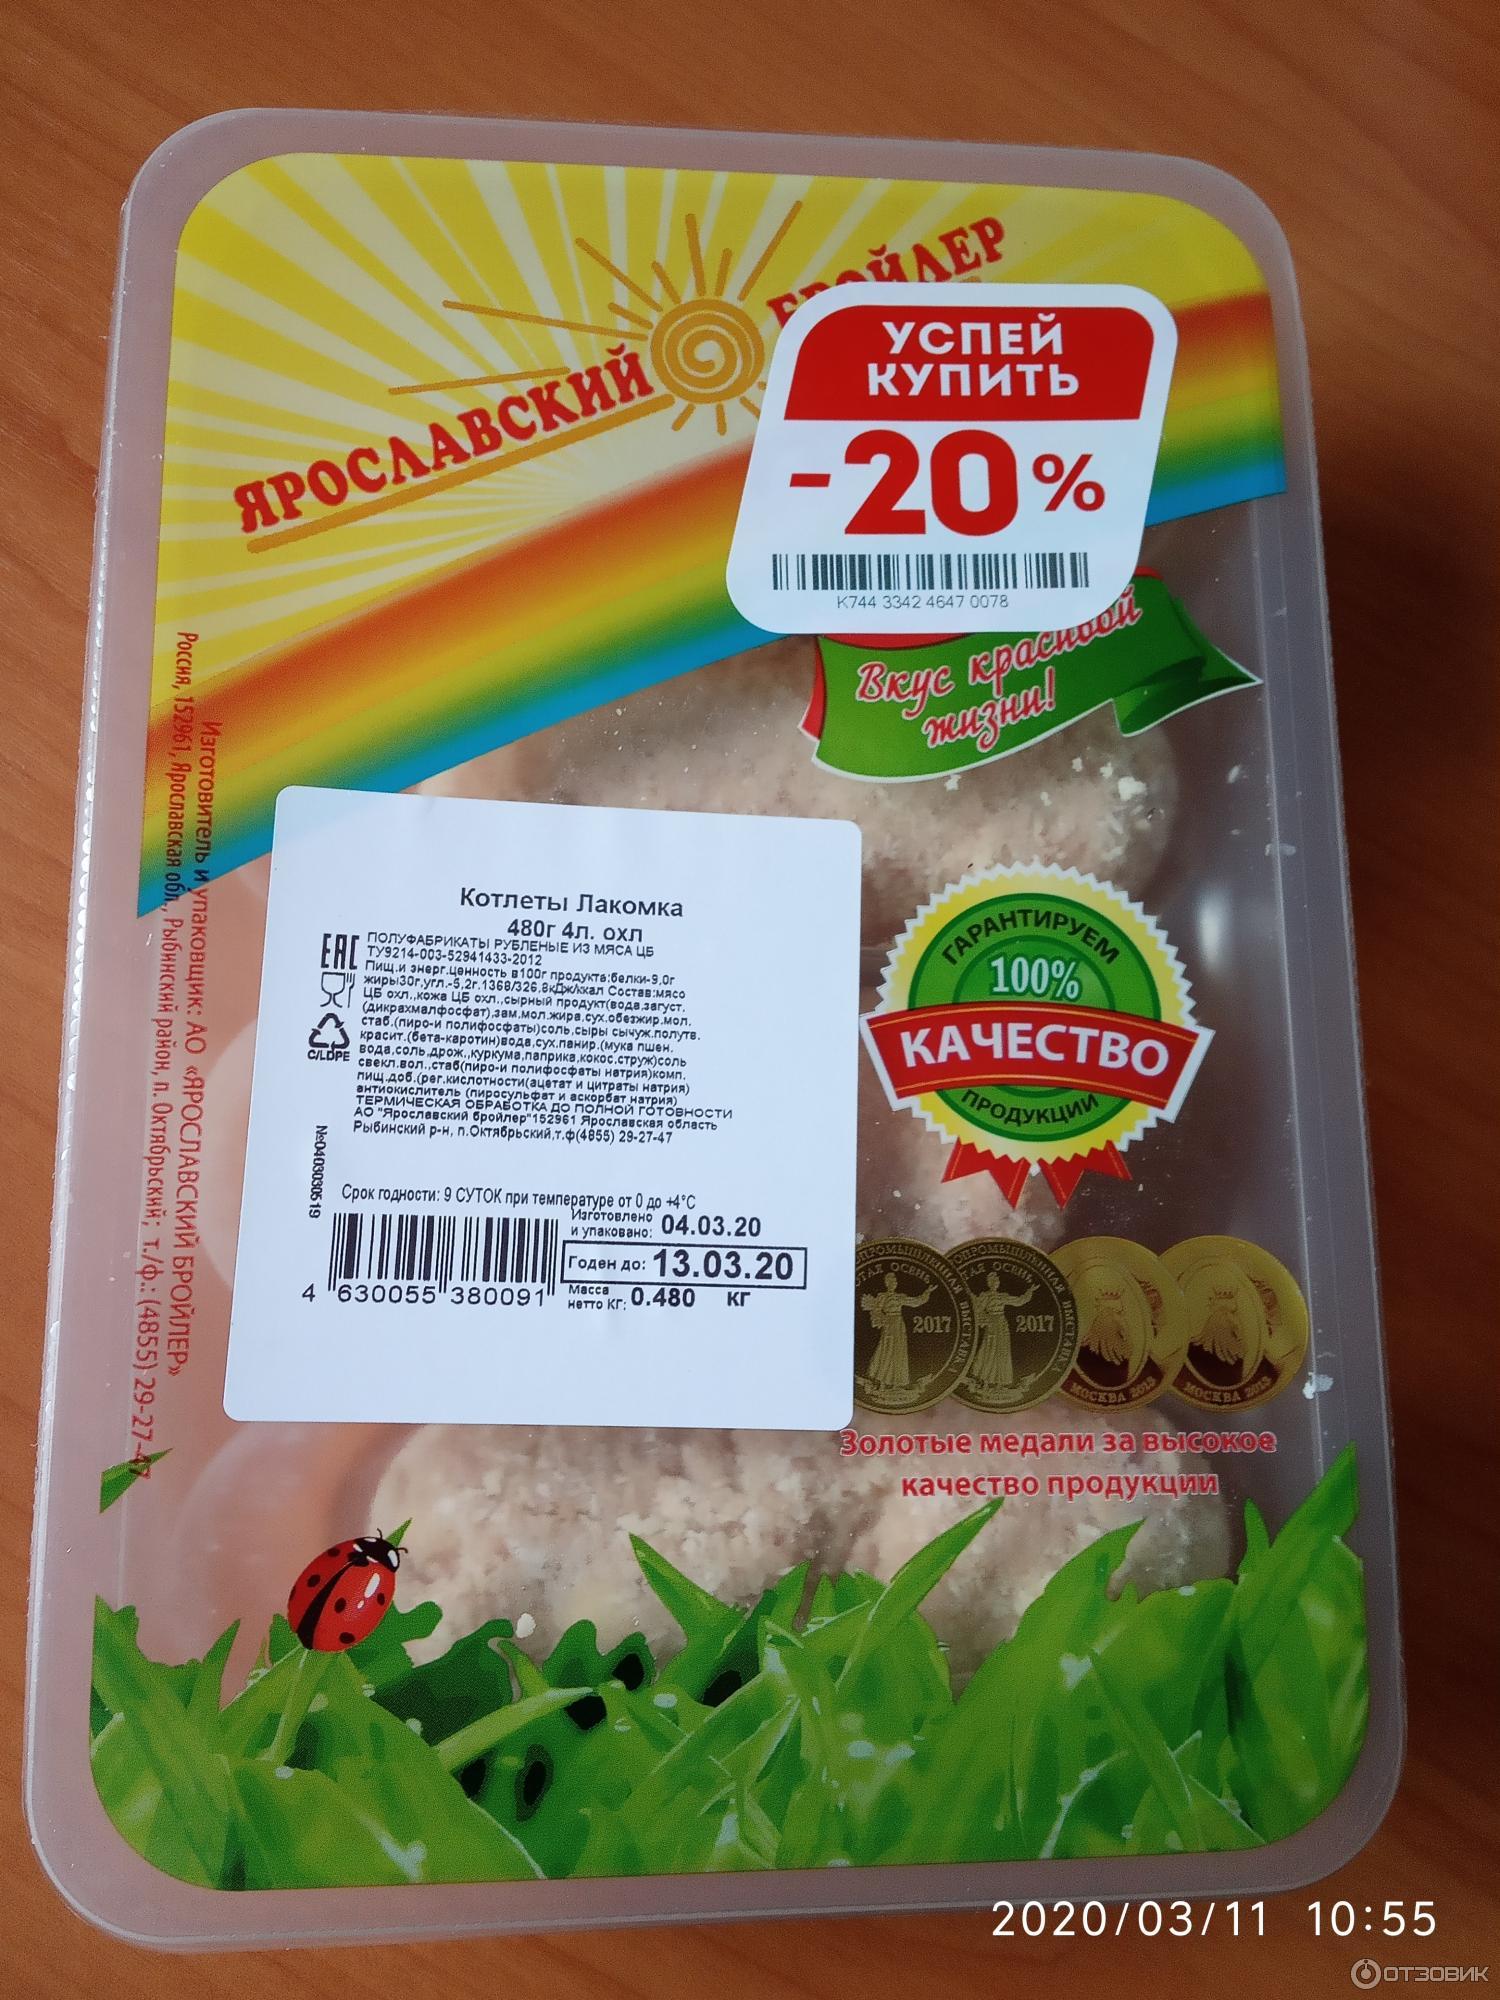 ЯРОСЛАВСКИЙ БРОЙЛЕР
УСПЕЙ
КУПИТЬ
-20%
K744 3342 4647 0078
Вкус красивой
жизни!
Изготовитель и упаковщик: АО «ЯРОСЛАВСКИЙ БРОЙЛЕР»
Россия, 152961, Ярославская обл., Рыбинский район, п. Октябрьский; т./ф.: (4855) 29-27-47
Котлеты Лакомка
480г 4л. охл
EAC
ПОЛУФАБРИКАТЫ РУБЛЕНЫЕ ИЗ МЯСА ЦБ
ТУ9214-003-52941433-2012
Пищ.и энерг.ценность в100г продукта:белки-9,0г
жиры30г,угл.-5,2г.1368/326,8кДж/ккал Состав:мясо
ЦБ охл.,кожа ЦБ охл.,сырный продукт(вода,загуст.
(дикрахмалфосфат),зам.мол.жира,сух.обезжир.мол.
стаб.(пиро-и полифосфаты)соль,сыры сычуж.полутв.
красит.(бета-каротин)вода,сух.панир.(мука пшен.
вода,соль,дрож.,куркума,паприка,кокос.струж)соль
свекл.вол.,стаб(пиро-и полифосфаты натрия)комп.
пищ.доб.(рег.кислотности(ацетат и цитраты натрия)
антиокислитель (пиросульфат и аскорбат натрия)
ТЕРМИЧЕСКАЯ ОБРАБОТКА ДО ПОЛНОЙ ГОТОВНОСТИ
АО "Ярославский бройлер"152961 Ярославская область
Рыбинский р-н, п.Октябрьский,т.ф(4855) 29-27-47
C/LDPE
№0403030519
Срок годности: 9 СУТОК при температуре от 0 до +4°С
Изготовлено
и упаковано: 04.03.20
Годен до: 13.03.20
Масса
нетто КГ: 0.480 кг
4 630055 380091
ГАРАНТИРУЕМ
100%
КАЧЕСТВО
ПРОДУКЦИИ
ОСЕНЬ
2017
ВЫСТАВКА
2017
МОСКВА 2013
МОСКВА 2013
Золотые медали за высокое
качество продукции
2020/03/11 10:55
ОТЗОВИК